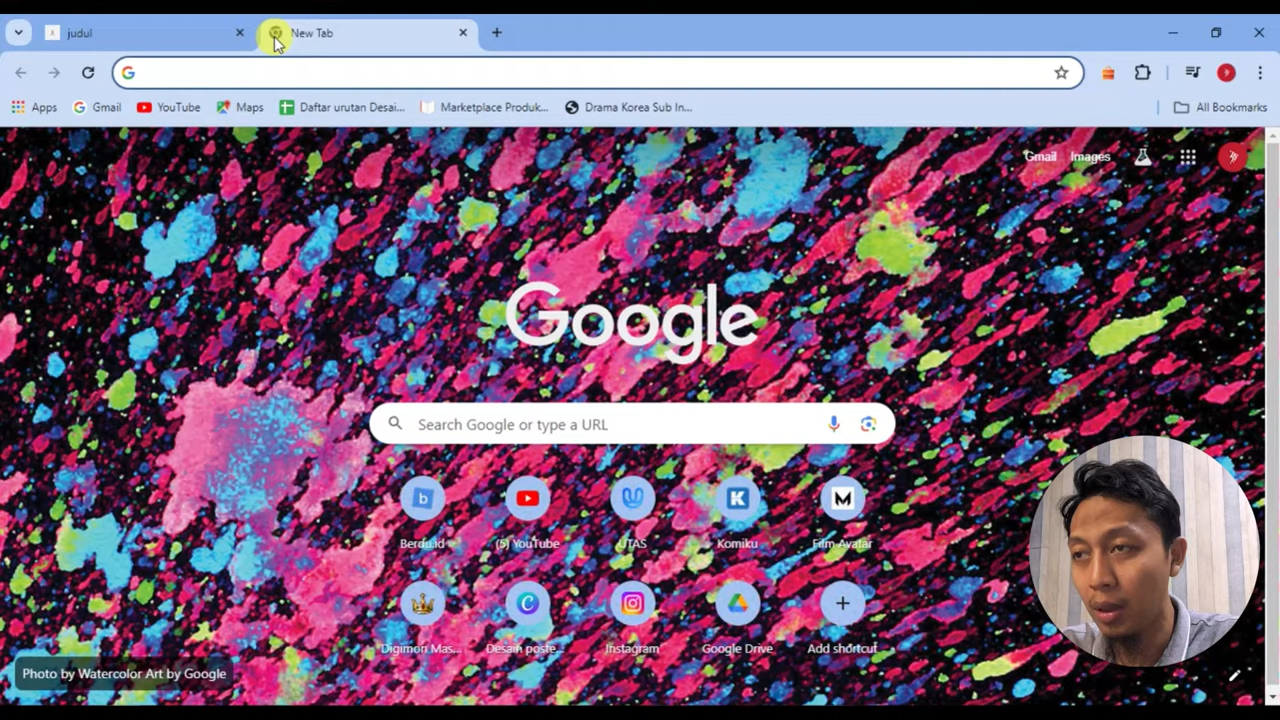 judul
New Tab
Apps
Gmail
YouTube
Maps
Daftar urutan Desai...
Marketplace Produk...
Drama Korea Sub In...
All Bookmarks
Gmail
Images
Google
Search Google or type a URL
Berdu.id
(5) YouTube
UTAS
Komiku
Film Avatar
Digimon Mas...
Desain poste...
Instagram
Google Drive
Add shortcut
Photo by Watercolor Art by Google